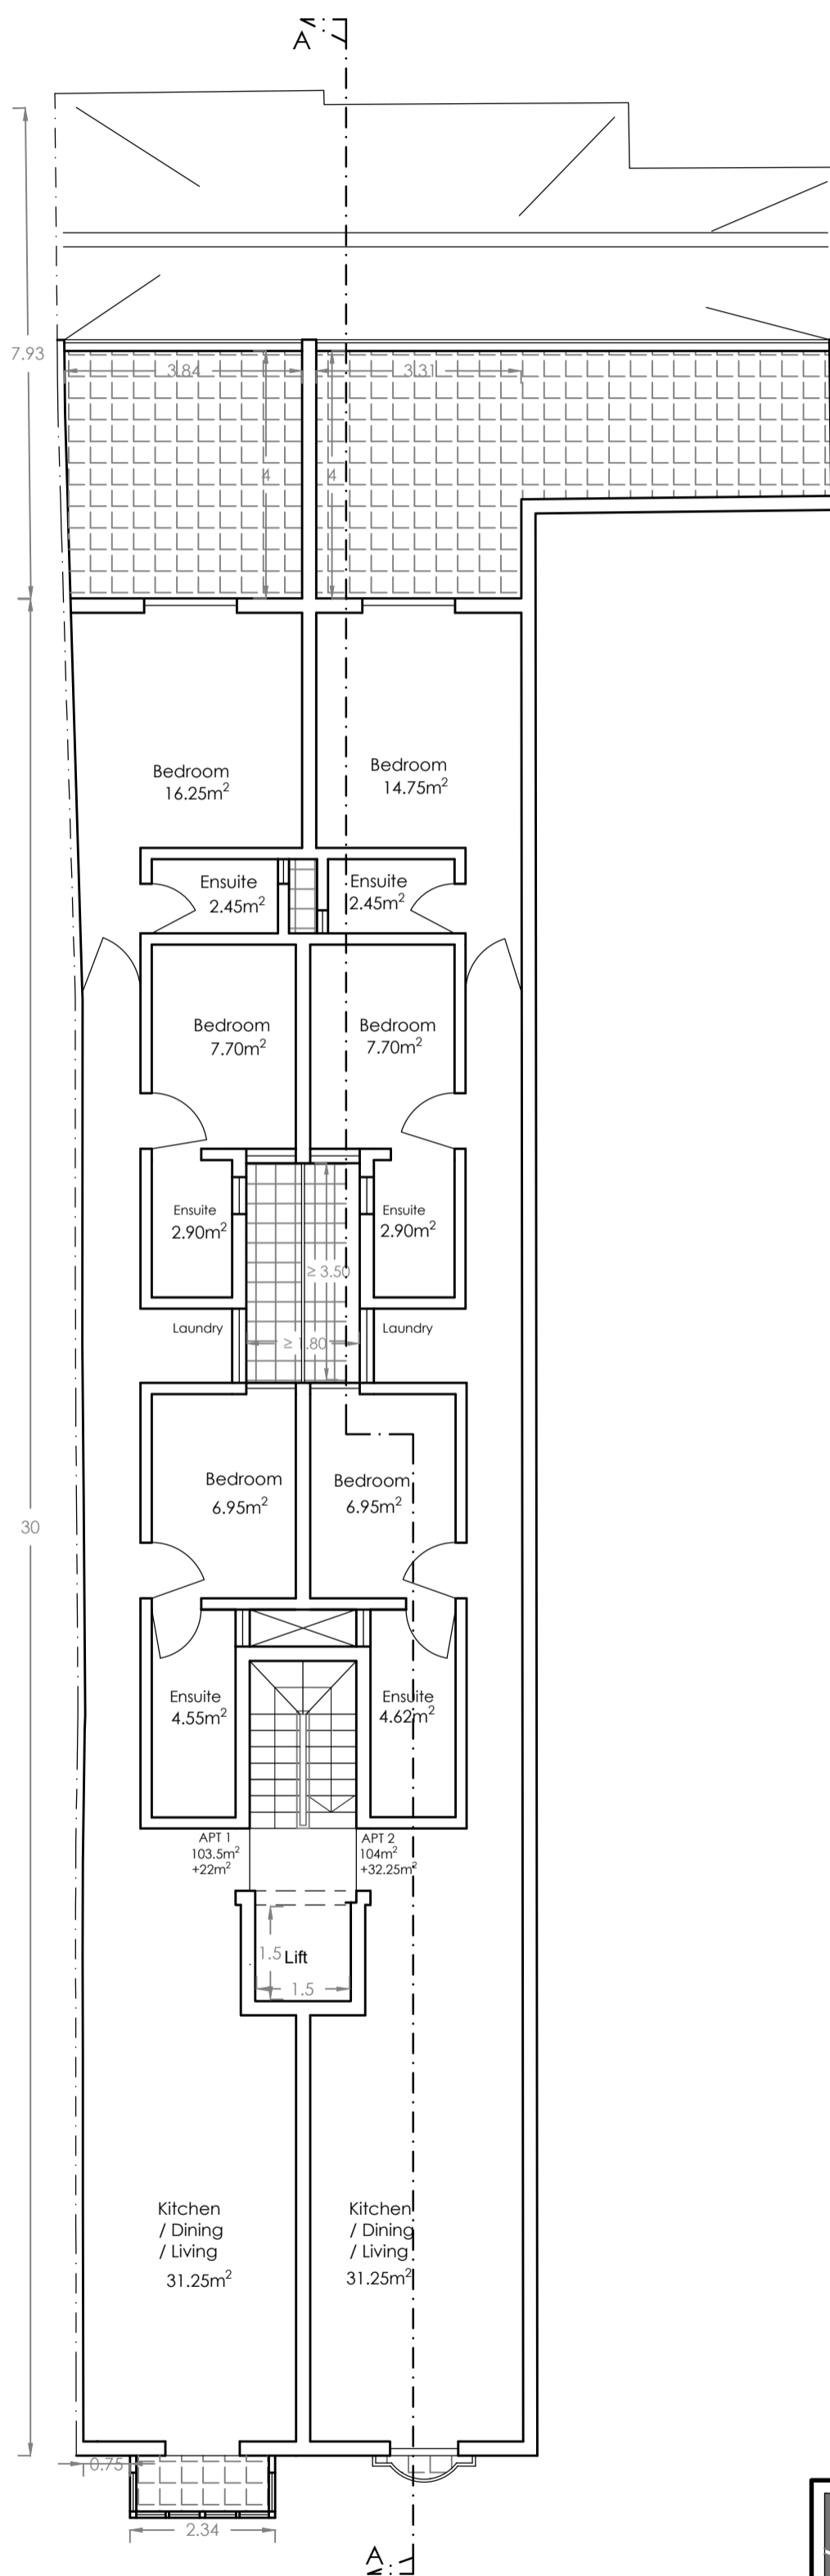 A
7.93
3.84
3.31
4
4
Bedroom
16.25m²
Bedroom
14.75m²
Ensuite
2.45m²
Ensuite
2.45m²
Bedroom
7.70m²
Bedroom
7.70m²
Ensuite
2.90m²
Ensuite
2.90m²
≥ 3.50
Laundry
≥ 1.80
Laundry
Bedroom
6.95m²
Bedroom
6.95m²
30
Ensuite
4.55m²
Ensuite
4.62m²
APT 1
103.5m²
+22m²
APT 2
104m²
+32.25m²
1.5
Lift
1.5
Kitchen
/ Dining
/ Living
31.25m²
Kitchen
/ Dining
/ Living
31.25m²
0.75
2.34
A